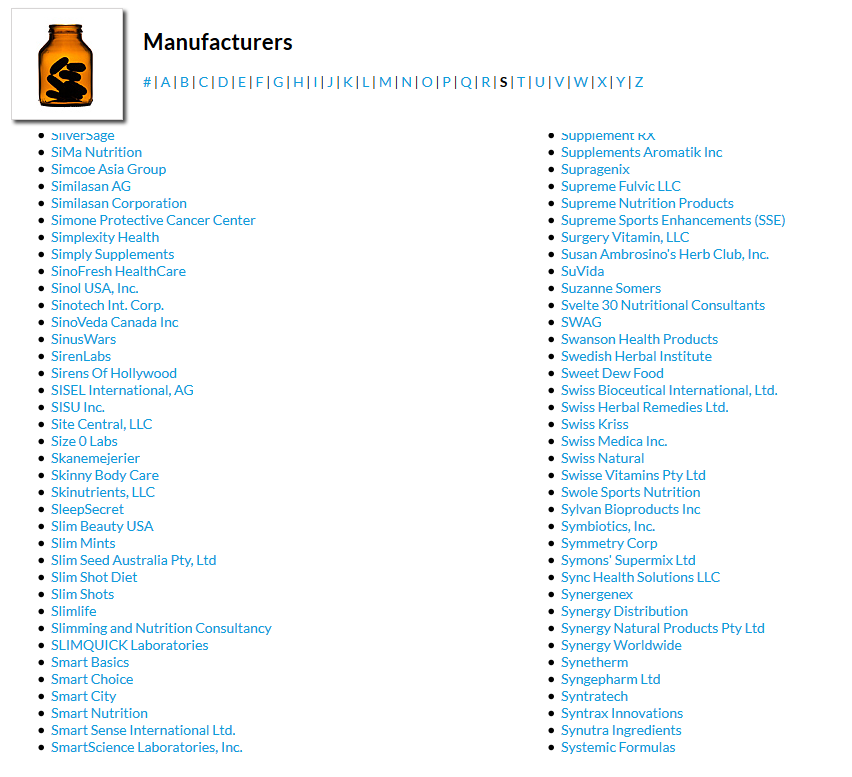 Manufacturers
# | A | B | C | D | E | F | G | H | I | J | K | L | M | N | O | P | Q | R | S | T | U | V | W | X | Y | Z
SilverSage
SiMa Nutrition
Simcoe Asia Group
Similasan AG
Similasan Corporation
Simone Protective Cancer Center
Simplexity Health
Simply Supplements
SinoFresh HealthCare
Sinol USA, Inc.
Sinotech Int. Corp.
SinoVeda Canada Inc
SinusWars
SirenLabs
Sirens Of Hollywood
SISEL International, AG
SISU Inc.
Site Central, LLC
Size 0 Labs
Skanemejerier
Skinny Body Care
Skinutrients, LLC
SleepSecret
Slim Beauty USA
Slim Mints
Slim Seed Australia Pty, Ltd
Slim Shot Diet
Slim Shots
Slimlife
Slimming and Nutrition Consultancy
SLIMQUICK Laboratories
Smart Basics
Smart Choice
Smart City
Smart Nutrition
Smart Sense International Ltd.
SmartScience Laboratories, Inc.
Supplement RX
Supplements Aromatik Inc
Supragenix
Supreme Fulvic LLC
Supreme Nutrition Products
Supreme Sports Enhancements (SSE)
Surgery Vitamin, LLC
Susan Ambrosino's Herb Club, Inc.
SuVida
Suzanne Somers
Svelte 30 Nutritional Consultants
SWAG
Swanson Health Products
Swedish Herbal Institute
Sweet Dew Food
Swiss Bioceutical International, Ltd.
Swiss Herbal Remedies Ltd.
Swiss Kriss
Swiss Medica Inc.
Swiss Natural
Swisse Vitamins Pty Ltd
Swole Sports Nutrition
Sylvan Bioproducts Inc
Symbiotics, Inc.
Symmetry Corp
Symons' Supermix Ltd
Sync Health Solutions LLC
Synergenex
Synergy Distribution
Synergy Natural Products Pty Ltd
Synergy Worldwide
Synetherm
Syngepharm Ltd
Syntratech
Syntrax Innovations
Synutra Ingredients
Systemic Formulas